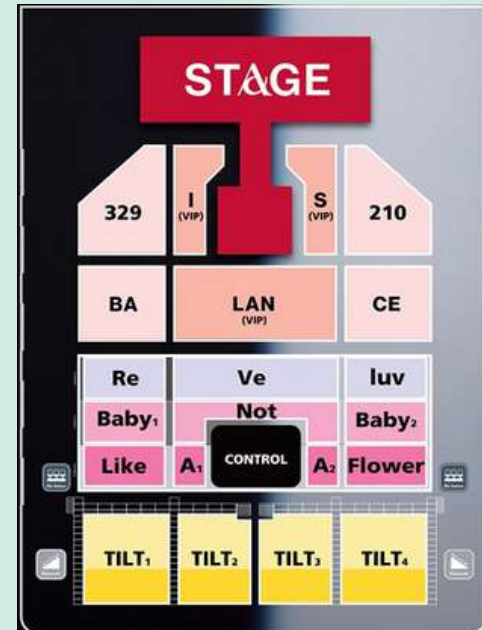 STAGE
329
I
(VIP)
S
(VIP)
210
BA
LAN
(VIP)
CE
Re
Ve
luv
Baby₁
Not
Baby₂
Like
A₁
CONTROL
A₂
Flower
TILT₁
TILT₂
TILT₃
TILT₄